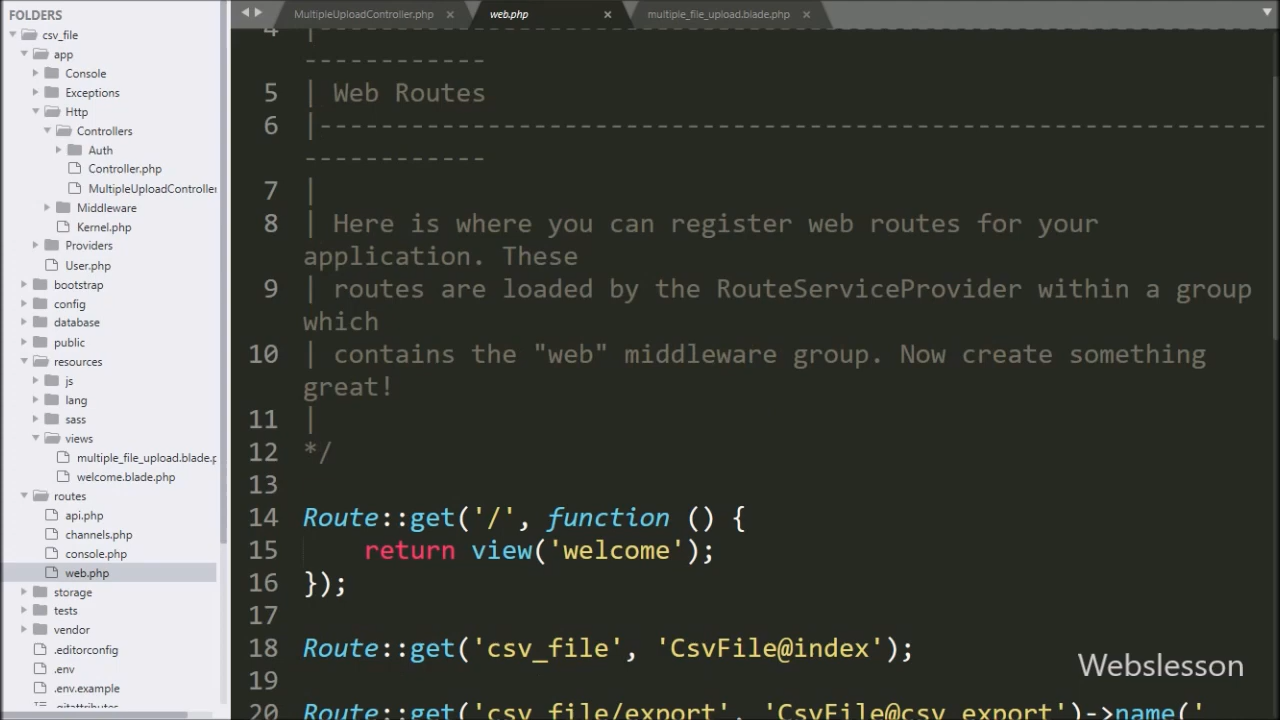 FOLDERS
csv_file
app
Console
Exceptions
Http
Controllers
Auth
Controller.php
MultipleUploadController
Middleware
Kernel.php
Providers
User.php
bootstrap
config
database
public
resources
js
lang
sass
views
multiple_file_upload.blade.p
welcome.blade.php
routes
api.php
channels.php
console.php
web.php
storage
tests
vendor
.editorconfig
.env
.env.example
.gitattributes
MultipleUploadController.php × web.php × multiple_file_upload.blade.php ×
4 |--------------------------------------------------------------
------------
5 | Web Routes
6 |--------------------------------------------------------------
------------
7 |
8 | Here is where you can register web routes for your
application. These
9 | routes are loaded by the RouteServiceProvider within a group
which
10 | contains the "web" middleware group. Now create something
great!
11 |
12 */
13
14 Route::get('/', function () {
15 return view('welcome');
16 });
17
18 Route::get('csv_file', 'CsvFile@index');
19
20 Route::get('csv_file/export', 'CsvFile@csv_export')->name('
Webslesson